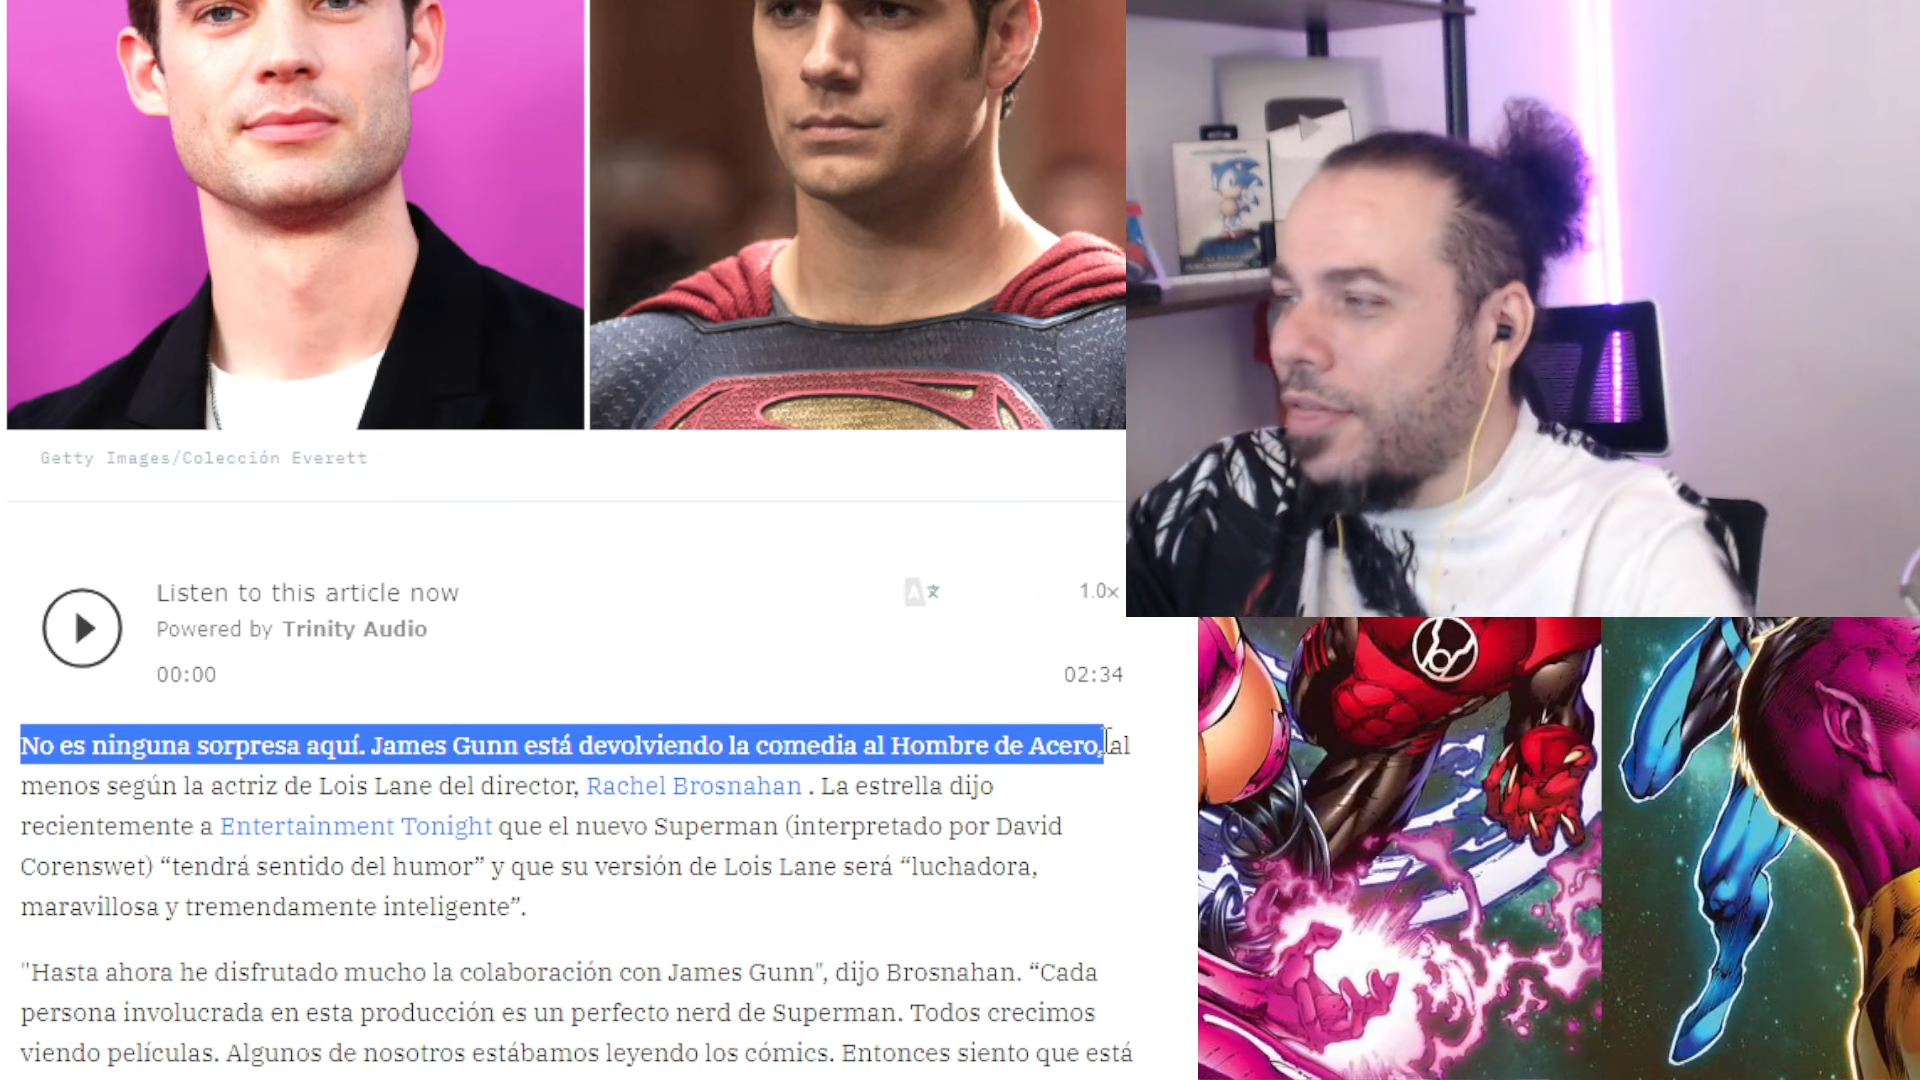 Getty Images/Colección Everett
Listen to this article now
Powered by Trinity Audio
1.0×
00:00
02:34
No es ninguna sorpresa aquí. James Gunn está devolviendo la comedia al Hombre de Acero, al
menos según la actriz de Lois Lane del director, Rachel Brosnahan . La estrella dijo
recientemente a Entertainment Tonight que el nuevo Superman (interpretado por David
Corenswet) “tendrá sentido del humor” y que su versión de Lois Lane será “luchadora,
maravillosa y tremendamente inteligente”.
"Hasta ahora he disfrutado mucho la colaboración con James Gunn", dijo Brosnahan. “Cada
persona involucrada en esta producción es un perfecto nerd de Superman. Todos crecimos
viendo películas. Algunos de nosotros estábamos leyendo los cómics. Entonces siento que está